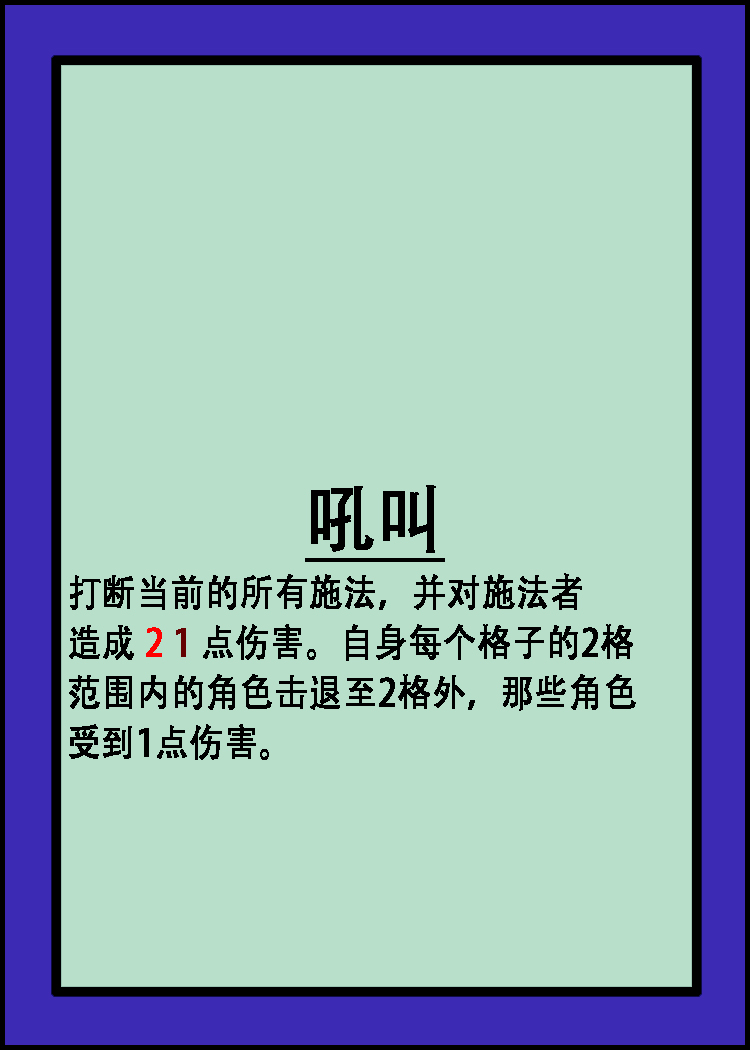 吼叫
打断当前的所有施法，并对施法者
造成 2 1 点伤害。自身每个格子的2格
范围内的角色击退至2格外，那些角色
受到1点伤害。